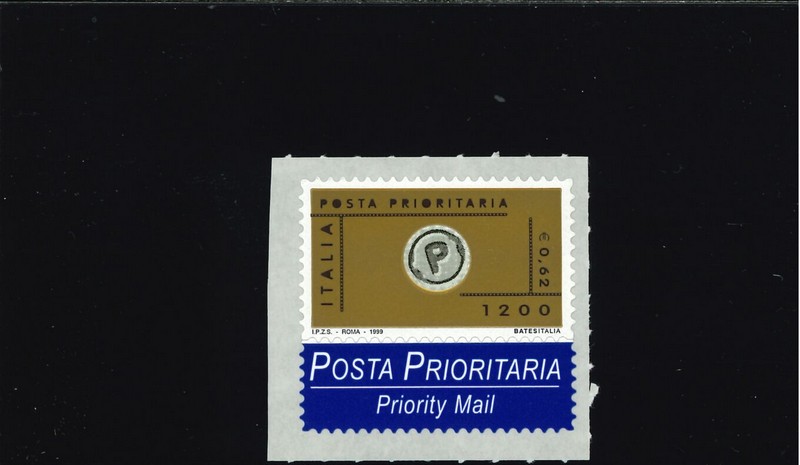 POSTA PRIORITARIA
ITALIA
P
€ 0,62
1200
I.P.Z.S. - ROMA - 1999
BATESITALIA
POSTA PRIORITARIA
Priority Mail